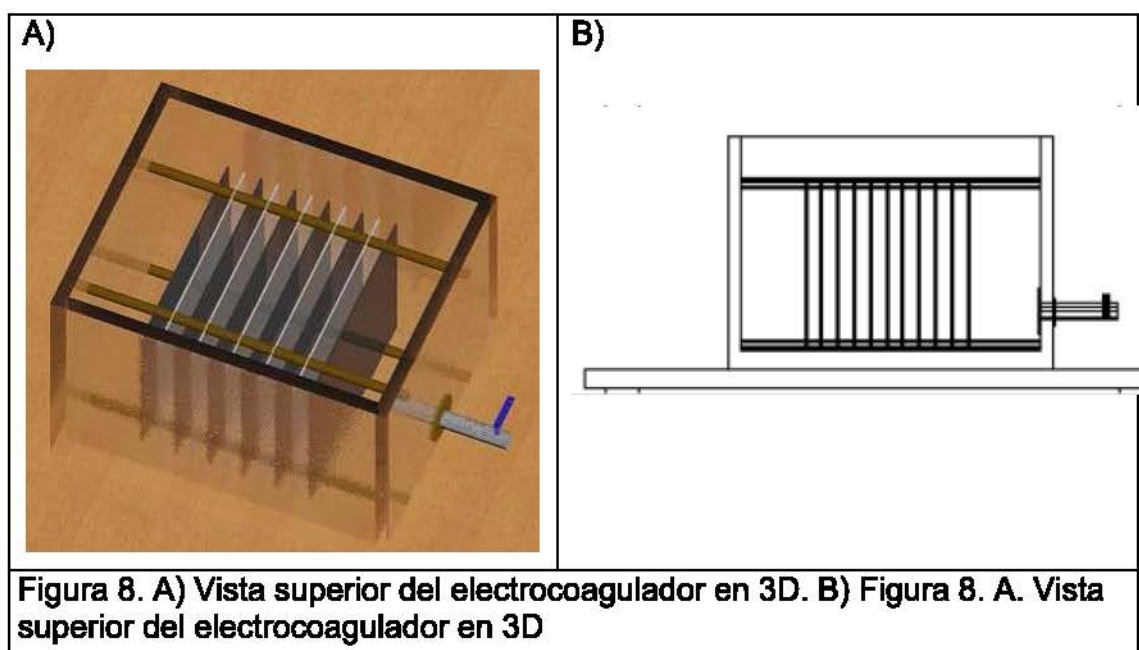 A)
B)
Figura 8. A) Vista superior del electrocoagulador en 3D. B) Figura 8. A. Vista
superior del electrocoagulador en 3D